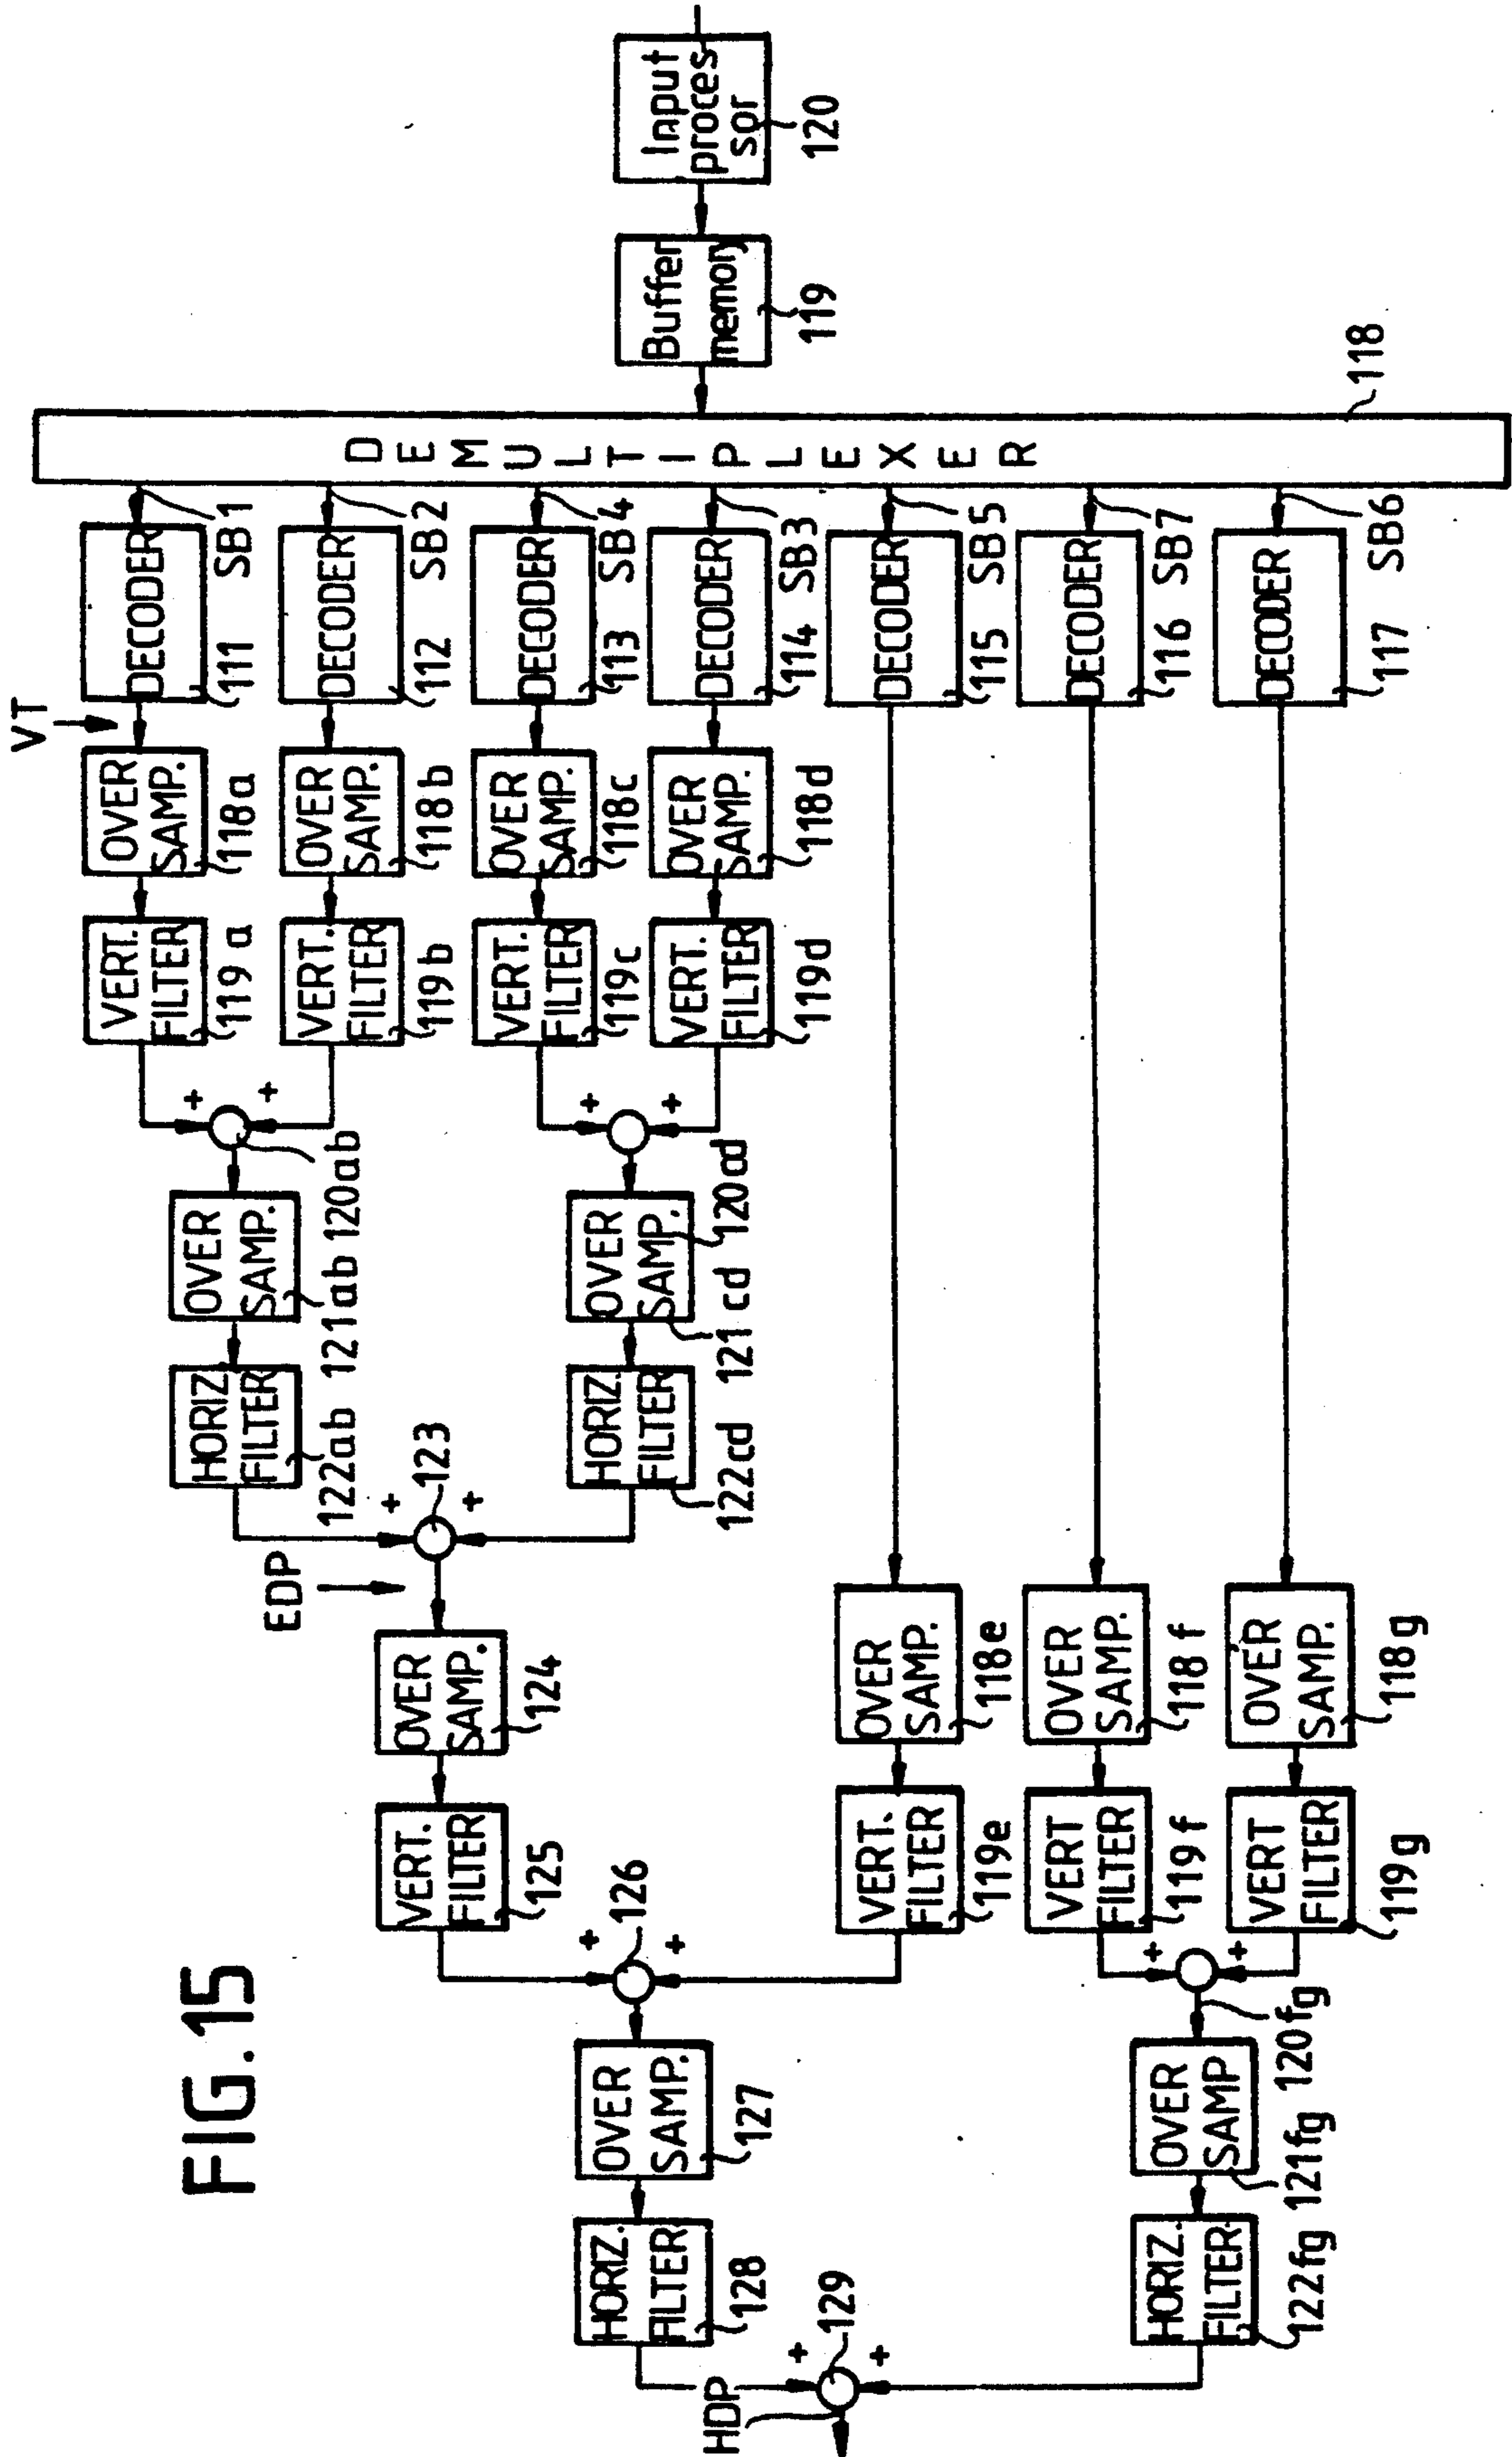 FIG.15
Input
proces
sor
120
Buffer
memory
119
DEMULTIPLEXER
118
SB1
SB2
SB4
SB3
SB5
SB7
SB6
DECODER
111
DECODER
112
DECODER
113
DECODER
114
DECODER
115
DECODER
116
DECODER
117
VT
OVER
SAMP.
118a
OVER
SAMP.
118b
OVER
SAMP.
118c
OVER
SAMP.
118d
VERT.
FILTER
119a
VERT.
FILTER
119b
VERT.
FILTER
119c
VERT.
FILTER
119d
+
+
120ab
+
+
120cd
OVER
SAMP.
121ab
OVER
SAMP.
121cd
HORIZ.
FILTER
122ab
HORIZ.
FILTER
122cd
+
+
123
EDP
OVER
SAMP.
124
OVER
SAMP.
118e
OVER
SAMP.
118f
OVER
SAMP.
118g
VERT.
FILTER
125
VERT.
FILTER
119e
VERT
FILTER
119f
VERT
FILTER
119g
+
+
126
+
+
120fg
OVER
SAMP.
127
OVER
SAMP
121fg
HORIZ.
FILTER
128
HORIZ.
FILTER
122fg
+
+
129
HDP